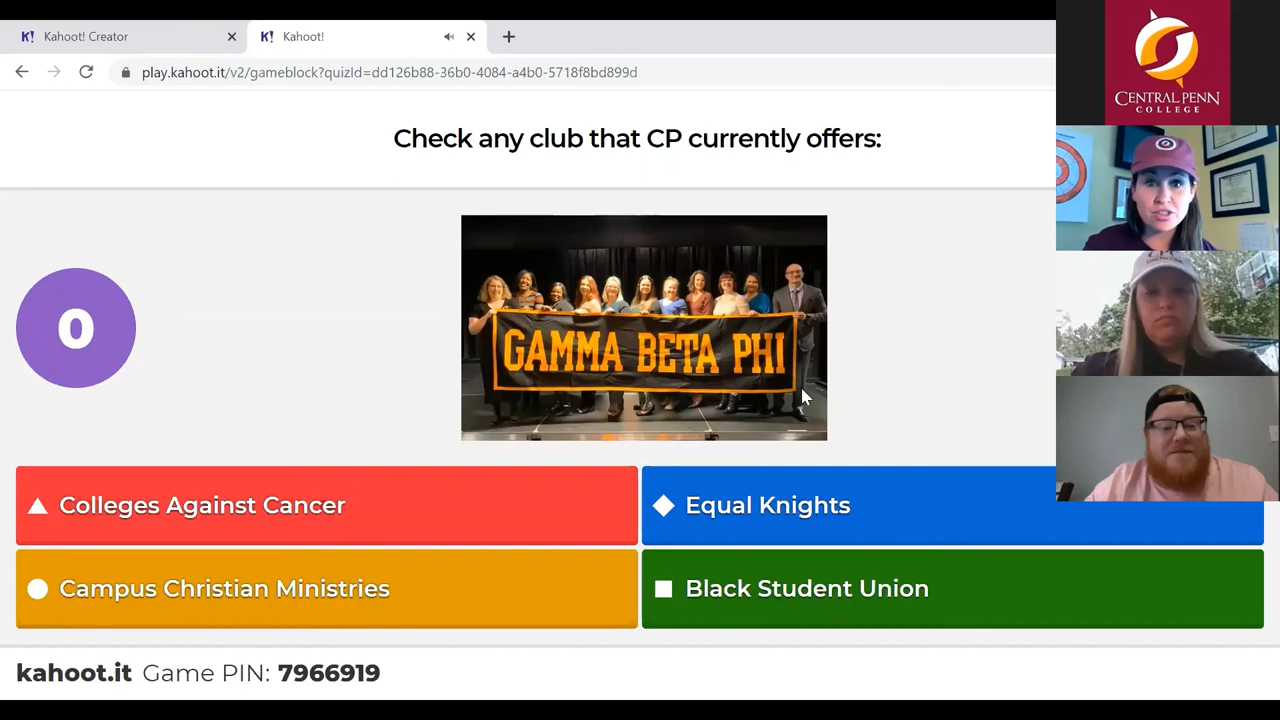 Kahoot! Creator
Kahoot!
play.kahoot.it/v2/gameblock?quizId=dd126b88-36b0-4084-a4b0-5718f8bd899d
CENTRAL PENN
COLLEGE
Check any club that CP currently offers:
0
GAMMA BETA PHI
Colleges Against Cancer
Equal Knights
Campus Christian Ministries
Black Student Union
kahoot.it Game PIN: 7966919